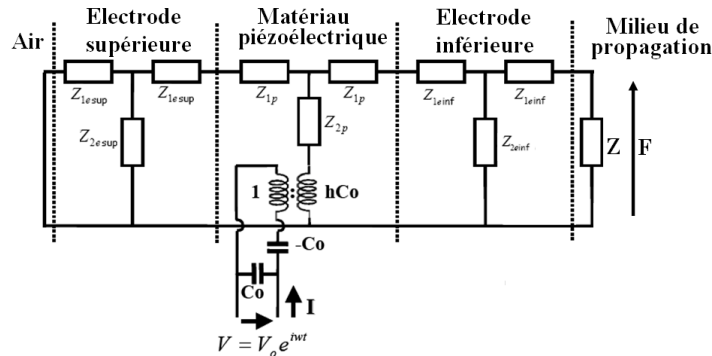 Air
Electrode
supérieure
Matériau
piézoélectrique
Electrode
inférieure
Milieu de
propagation
Z1esup
Z1esup
Z1p
Z1p
Z1einf
Z1einf
Z2esup
Z2p
Z2einf
Z
F
1
:
hCo
-Co
Co
I
V = Voe^iwt